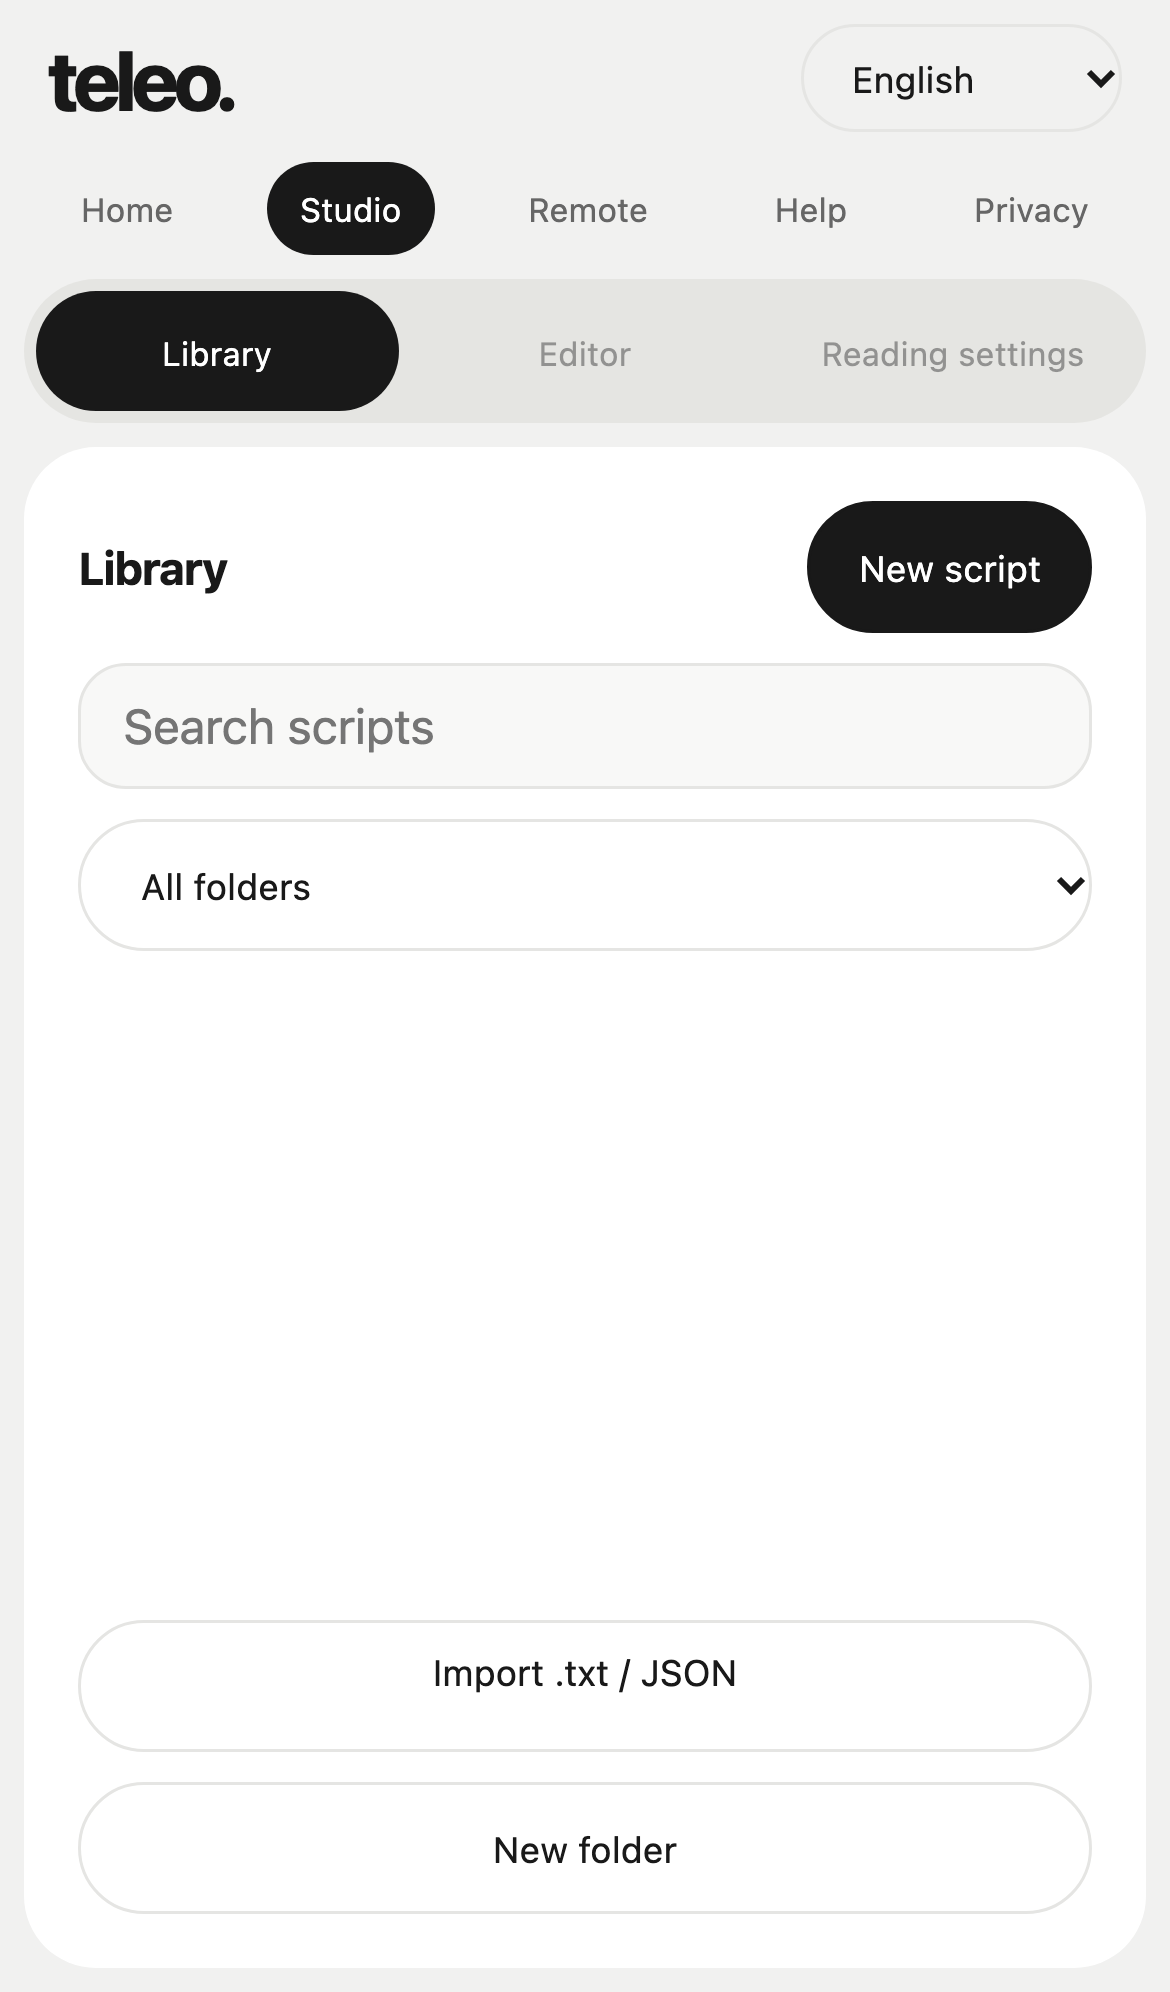 teleo.
English
Home Studio Remote Help Privacy
Library Editor Reading settings
Library
New script
Search scripts
All folders
Import .txt / JSON
New folder